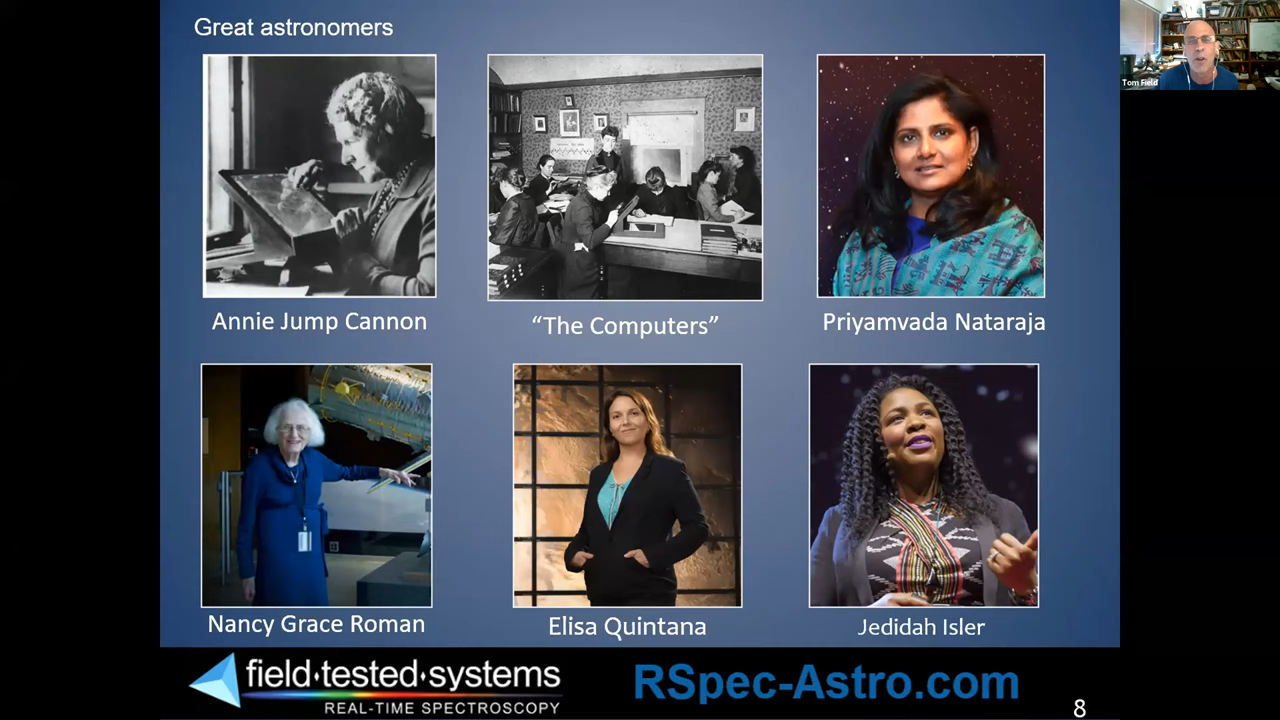 Great astronomers
Tom Field
Annie Jump Cannon
“The Computers”
Priyamvada Nataraja
Nancy Grace Roman
Elisa Quintana
Jedidah Isler
field·tested·systems
REAL-TIME SPECTROSCOPY
RSpec-Astro.com
8